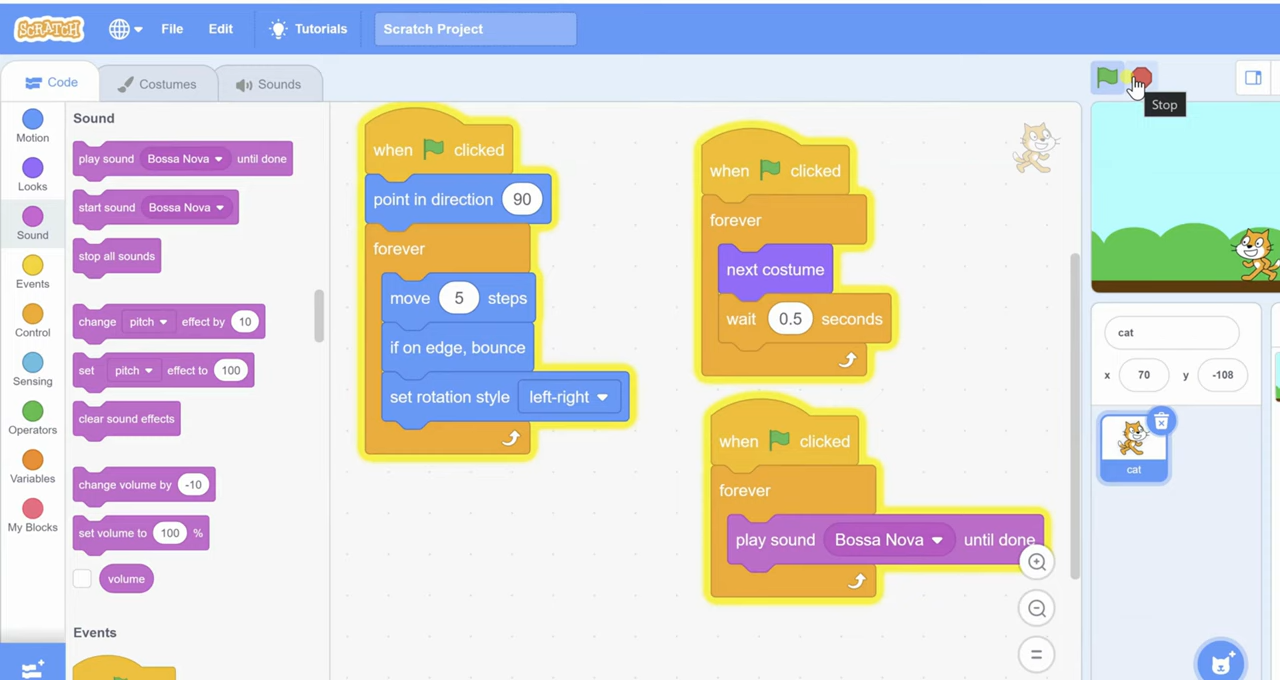 SCRATCH
File
Edit
Tutorials
Scratch Project
Code
Costumes
Sounds
Stop
Motion
Looks
Sound
Events
Control
Sensing
Operators
Variables
My Blocks
Sound
play sound Bossa Nova until done
start sound Bossa Nova
stop all sounds
change pitch effect by 10
set pitch effect to 100
clear sound effects
change volume by -10
set volume to 100 %
volume
Events
when clicked
point in direction 90
forever
move 5 steps
if on edge, bounce
set rotation style left-right
when clicked
forever
next costume
wait 0.5 seconds
when clicked
forever
play sound Bossa Nova until done
cat
x 70 y -108
cat